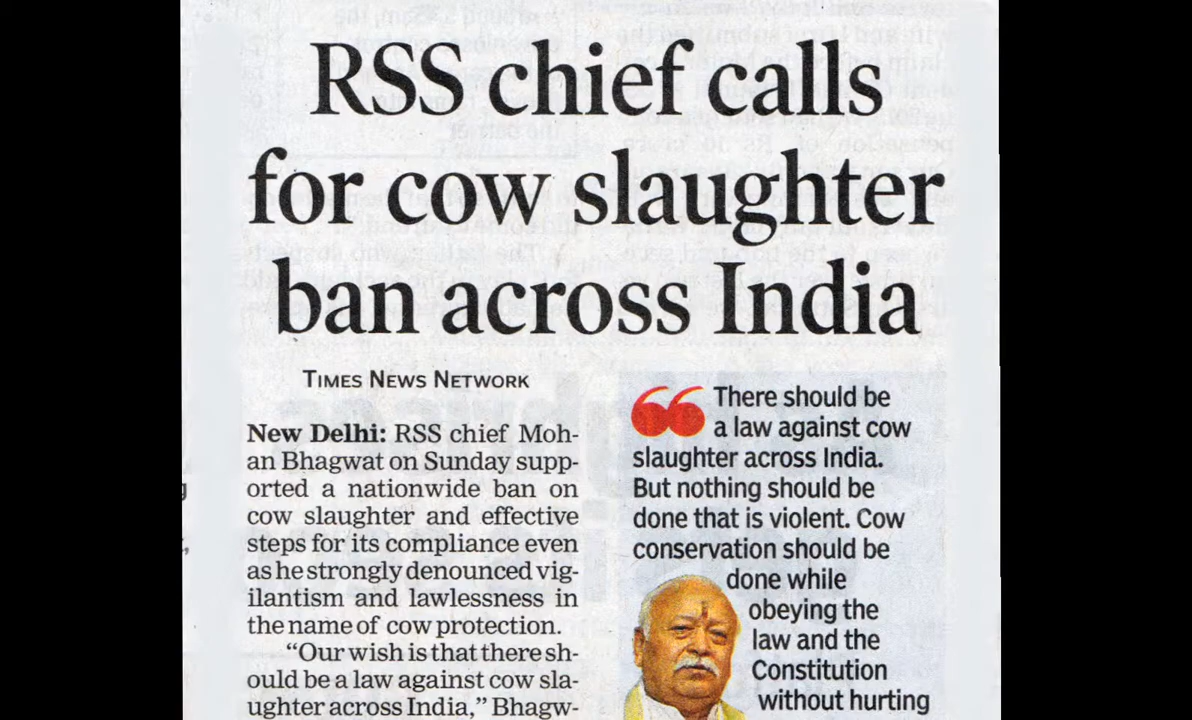 RSS chief calls
for cow slaughter
ban across India
TIMES NEWS NETWORK
New Delhi: RSS chief Moh-
an Bhagwat on Sunday supp-
orted a nationwide ban on
cow slaughter and effective
steps for its compliance even
as he strongly denounced vig-
ilantism and lawlessness in
the name of cow protection.
“Our wish is that there sh-
ould be a law against cow sla-
ughter across India,” Bhagw-
“There should be
a law against cow
slaughter across India.
But nothing should be
done that is violent. Cow
conservation should be
done while
obeying the
law and the
Constitution
without hurting